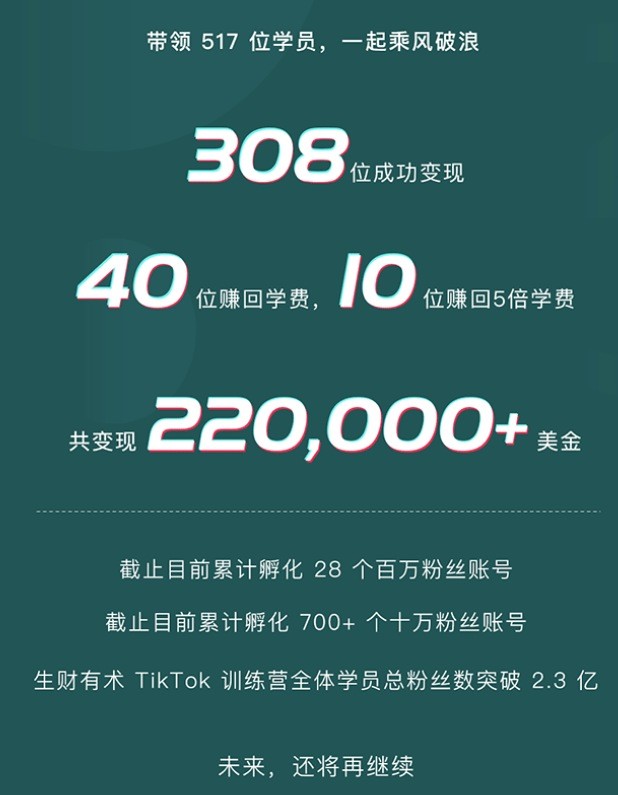 带领 517 位学员，一起乘风破浪
308位成功变现
40位赚回学费，10位赚回5倍学费
共变现220,000+美金
截止目前累计孵化 28 个百万粉丝账号
截止目前累计孵化 700+ 个十万粉丝账号
生财有术 TikTok 训练营全体学员总粉丝数突破 2.3 亿
未来，还将再继续